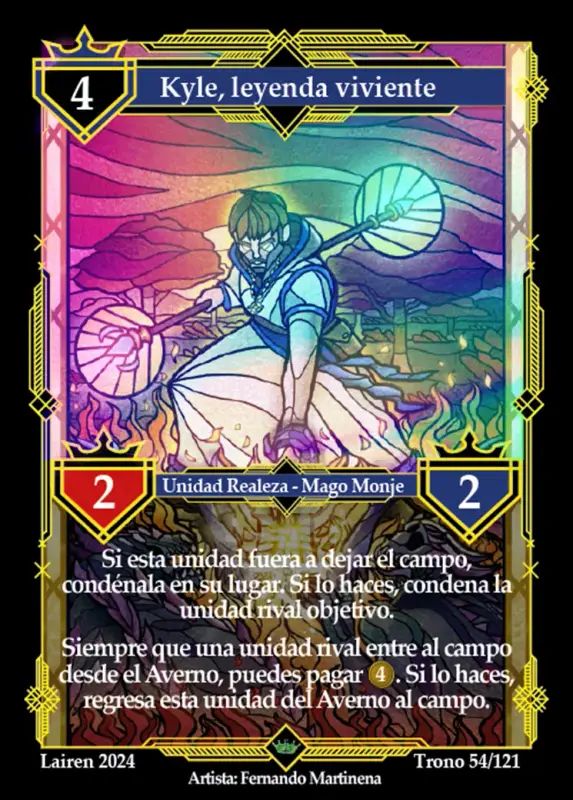 4
Kyle, leyenda viviente
2
Unidad Realeza - Mago Monje
2
Si esta unidad fuera a dejar el campo,
condénala en su lugar. Si lo haces, condena la
unidad rival objetivo.
Siempre que una unidad rival entre al campo
desde el Averno, puedes pagar 4. Si lo haces,
regresa esta unidad del Averno al campo.
Lairen 2024
Trono 54/121
Artista: Fernando Martinena